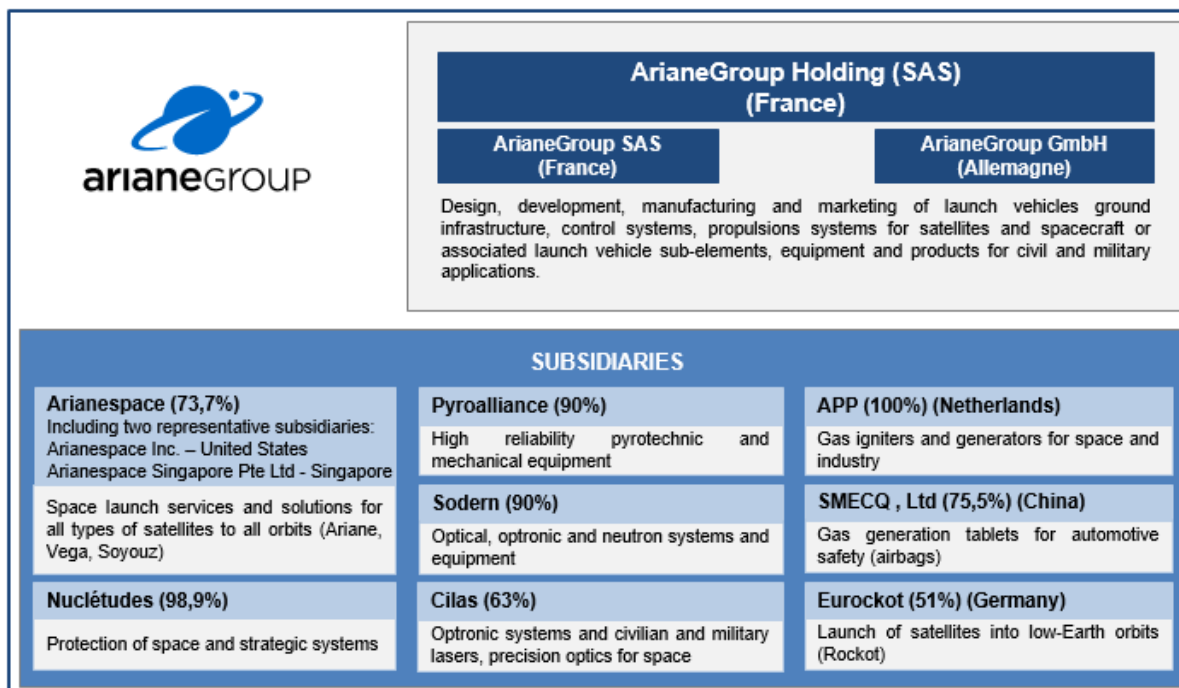 arianeGROUP
ArianeGroup Holding (SAS)
(France)
ArianeGroup SAS
(France)
ArianeGroup GmbH
(Allemagne)
Design, development, manufacturing and marketing of launch vehicles ground
infrastructure, control systems, propulsions systems for satellites and spacecraft or
associated launch vehicle sub-elements, equipment and products for civil and military
applications.
SUBSIDIARIES
Arianespace (73,7%)
Including two representative subsidiaries:
Arianespace Inc. – United States
Arianespace Singapore Pte Ltd - Singapore
Space launch services and solutions for
all types of satellites to all orbits (Ariane,
Vega, Soyouz)
Nuclétudes (98,9%)
Protection of space and strategic systems
Pyroalliance (90%)
High reliability pyrotechnic and
mechanical equipment
Sodern (90%)
Optical, optronic and neutron systems and
equipment
Cilas (63%)
Optronic systems and civilian and military
lasers, precision optics for space
APP (100%) (Netherlands)
Gas igniters and generators for space and
industry
SMECQ , Ltd (75,5%) (China)
Gas generation tablets for automotive
safety (airbags)
Eurockot (51%) (Germany)
Launch of satellites into low-Earth orbits
(Rockot)